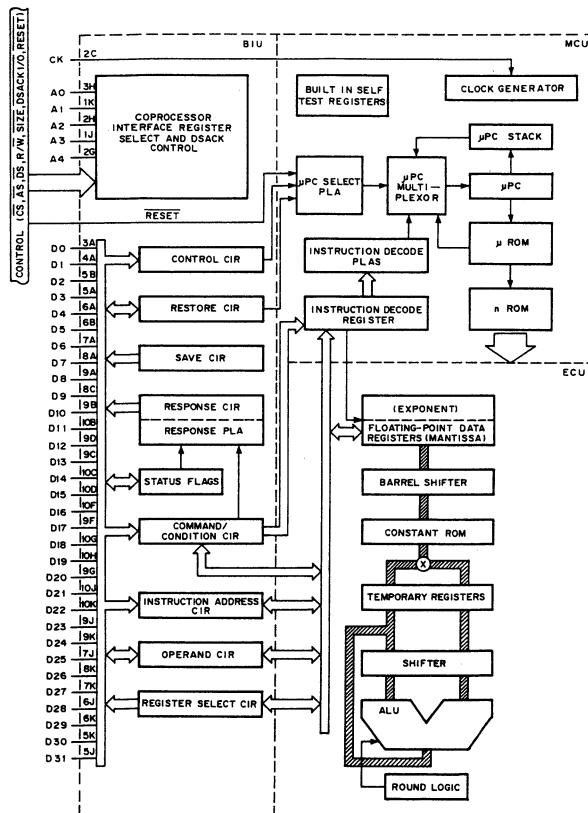 BIU
MCU
CONTROL (CS, AS, DS, R/W, SIZE, DSACK I/O, RESET)
CK 2C
A0 3H
A1 1K
A2 2H
A3 1J
A4 2G
COPROCESSOR
INTERFACE REGISTER
SELECT AND DSACK
CONTROL
BUILT IN SELF
TEST REGISTERS
CLOCK GENERATOR
μPC STACK
μPC SELECT
PLA
μPC
MULTI-
PLEXOR
μPC
RESET
μ ROM
INSTRUCTION DECODE
PLAS
INSTRUCTION DECODE
REGISTER
n ROM
ECU
D0 3A
D1 4A
D2 5B
D3 5A
D4 6A
D5 6B
D6 7A
D7 8A
D8 9A
D9 8C
D10 9B
D11 10B
D12 9D
D13 9C
D14 10C
D15 10D
D16 10F
D17 9F
D18 10G
D19 10H
D20 9G
D21 10J
D22 10K
D23 9J
D24 9K
D25 7J
D26 8K
D27 7K
D28 6J
D29 6K
D30 5K
D31 5J
CONTROL CIR
RESTORE CIR
SAVE CIR
RESPONSE CIR
RESPONSE PLA
STATUS FLAGS
COMMAND/
CONDITION CIR
INSTRUCTION ADDRESS
CIR
OPERAND CIR
REGISTER SELECT CIR
(EXPONENT)
FLOATING-POINT DATA
REGISTERS (MANTISSA)
BARREL SHIFTER
CONSTANT ROM
X
TEMPORARY REGISTERS
SHIFTER
ALU
ROUND LOGIC